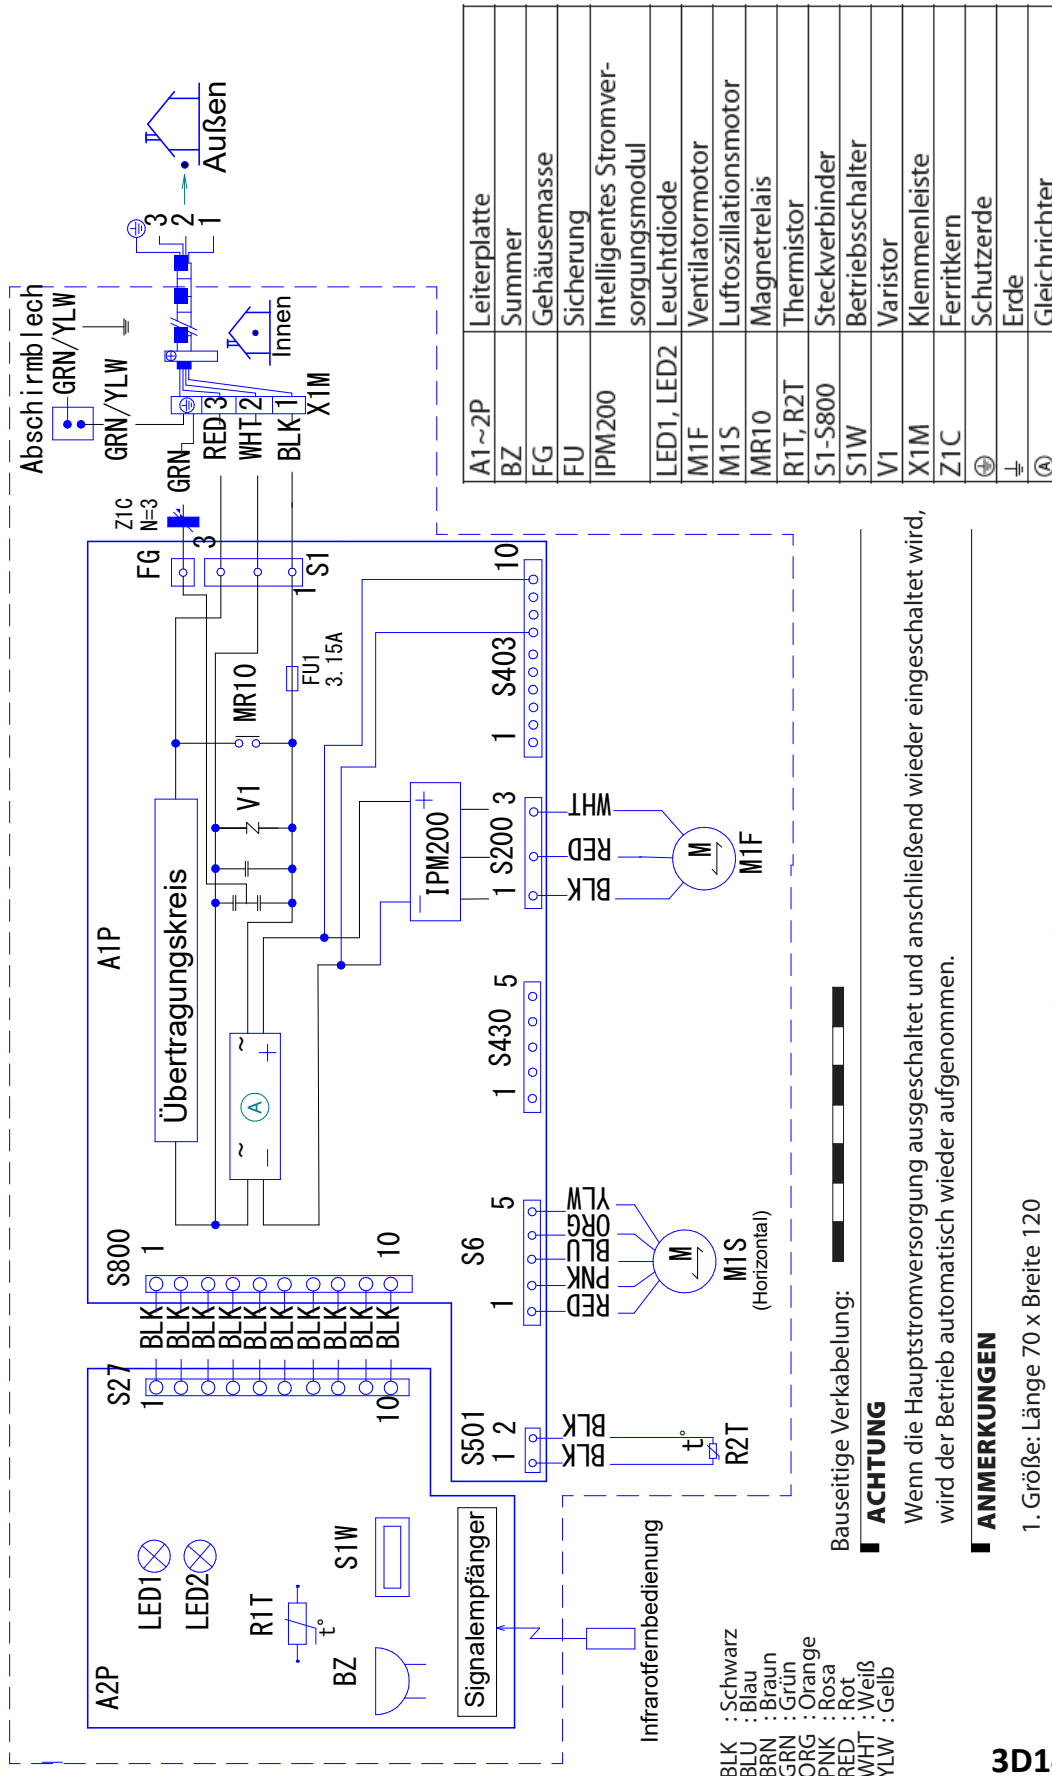 Abschirmblech
GRN/YLW
GRN/YLW
Außen
3
2
1
Innen
X1M
GRN
RED 3
WHT 2
BLK 1
Z1C
N=3
FG
3
1
S1
A1P
Übertragungskreis
MR10
V1
FU1
3.15A
~
~
+
-
A
+
-
IPM200
S800
1
10
BLK
BLK
BLK
BLK
BLK
BLK
BLK
BLK
BLK
BLK
S27
1
10
1 S403 10
1 S200 3
BLK
RED
WHT
M
M1F
1 S430 5
1 S6 5
RED
PNK
BLU
ORG
YLW
M
M1S
(Horizontal)
S501
1 2
BLK
BLK
t°
R2T
A2P
LED1
LED2
R1T
t°
BZ
S1W
Signalempfänger
Infrarotfernbedienung
A1~2P Leiterplatte
BZ Summer
FG Gehäusemasse
FU Sicherung
IPM200 Intelligentes Stromver-
sorgungsmodul
LED1, LED2 Leuchtdiode
M1F Ventilatormotor
M1S Luftoszillationsmotor
MR10 Magnetrelais
R1T, R2T Thermistor
S1-S800 Steckverbinder
S1W Betriebsschalter
V1 Varistor
X1M Klemmenleiste
Z1C Ferritkern
Schutzerde
Erde
Ⓐ Gleichrichter
BLK : Schwarz
BLU : Blau
BRN : Braun
GRN : Grün
ORG : Orange
PNK : Rosa
RED : Rot
WHT : Weiß
YLW : Gelb
Bauseitige Verkabelung:
ACHTUNG
Wenn die Hauptstromversorgung ausgeschaltet und anschließend wieder eingeschaltet wird,
wird der Betrieb automatisch wieder aufgenommen.
ANMERKUNGEN
1. Größe: Länge 70 x Breite 120
3D1